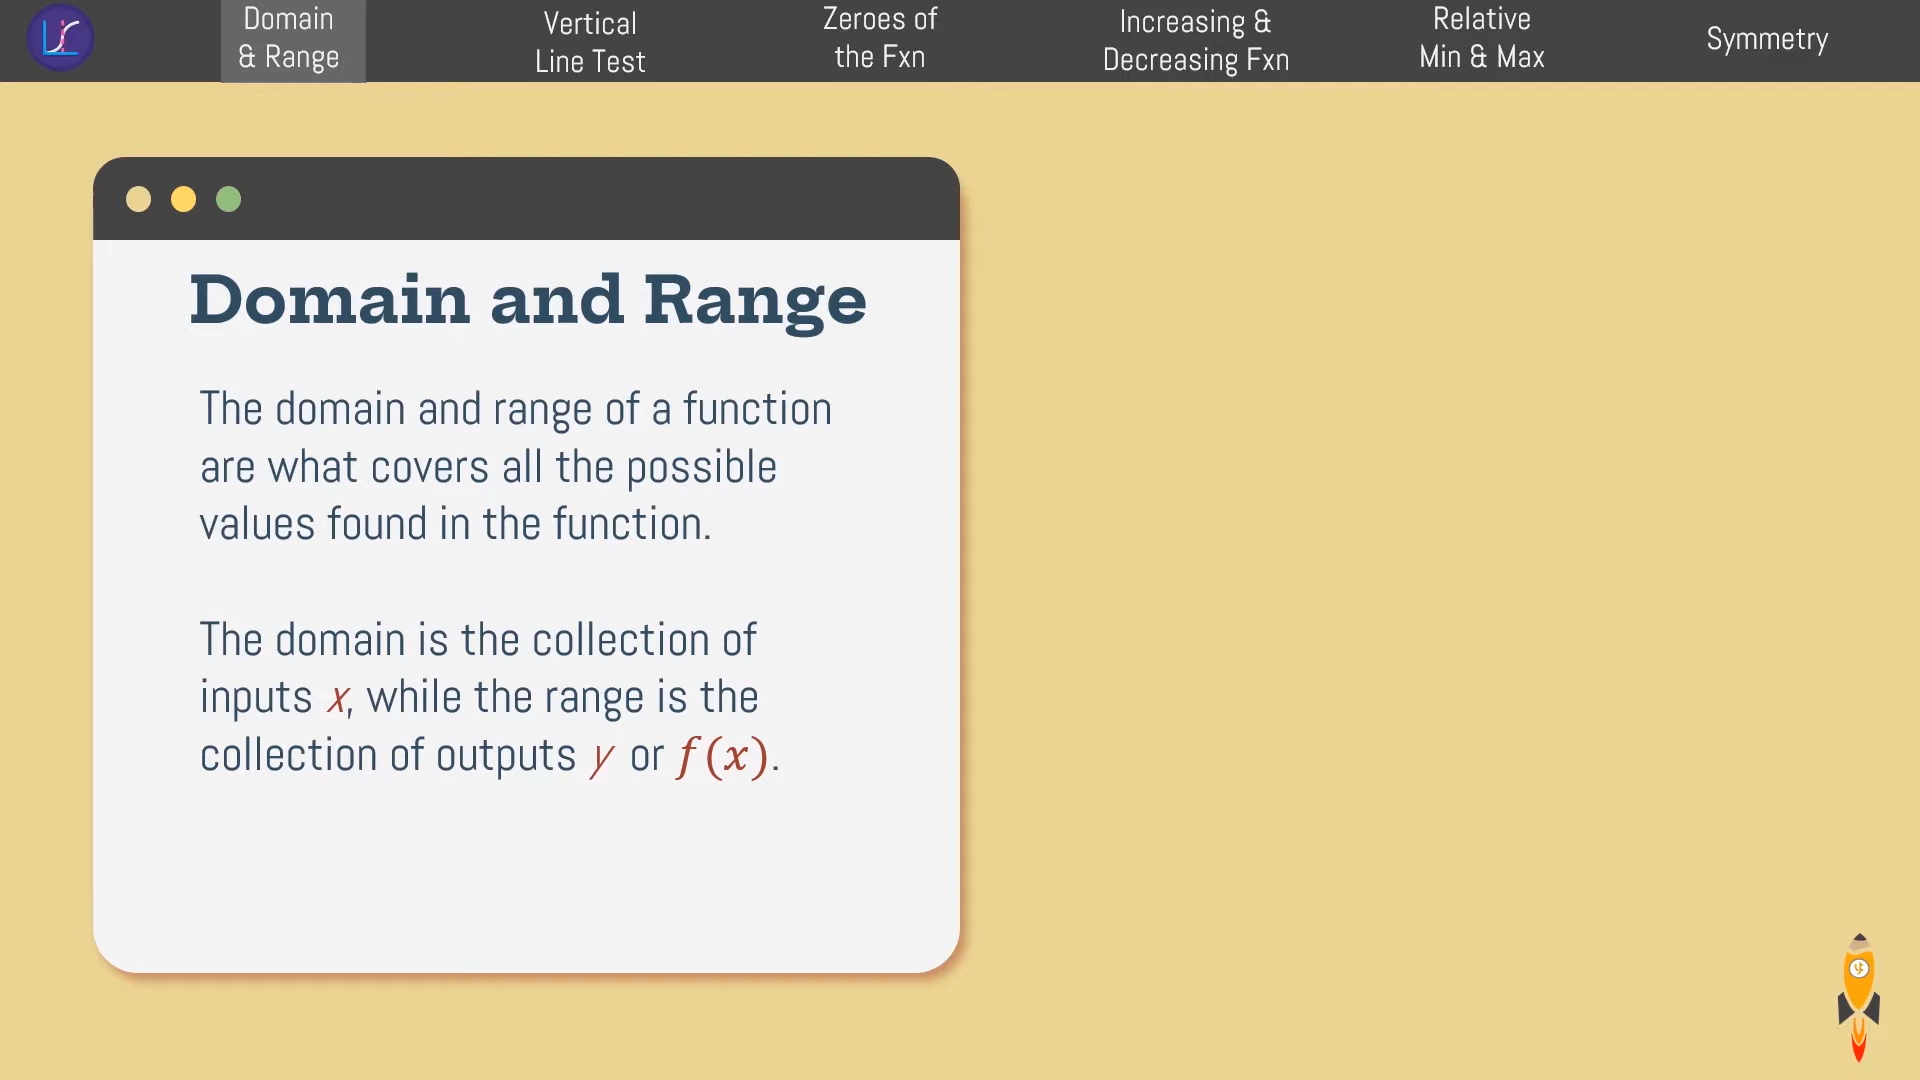 Domain
& Range
Vertical
Line Test
Zeroes of
the Fxn
Increasing &
Decreasing Fxn
Relative
Min & Max
Symmetry
Domain and Range
The domain and range of a function
are what covers all the possible
values found in the function.
The domain is the collection of
inputs x, while the range is the
collection of outputs y or f(x).